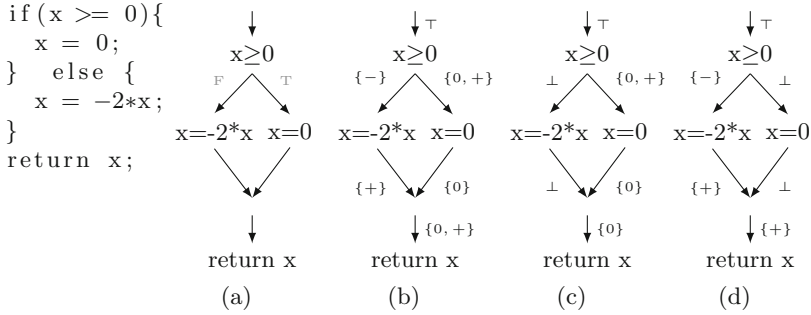 if(x >= 0){
x = 0;
} else {
x = -2*x;
}
return x;
x≥0
F T
x=-2*x x=0
return x
(a)
⊤
x≥0
{-} {0,+}
x=-2*x x=0
{+} {0}
{0,+}
return x
(b)
⊤
x≥0
⊥ {0,+}
x=-2*x x=0
⊥ {0}
{0}
return x
(c)
⊤
x≥0
{-} ⊥
x=-2*x x=0
{+} ⊥
{+}
return x
(d)